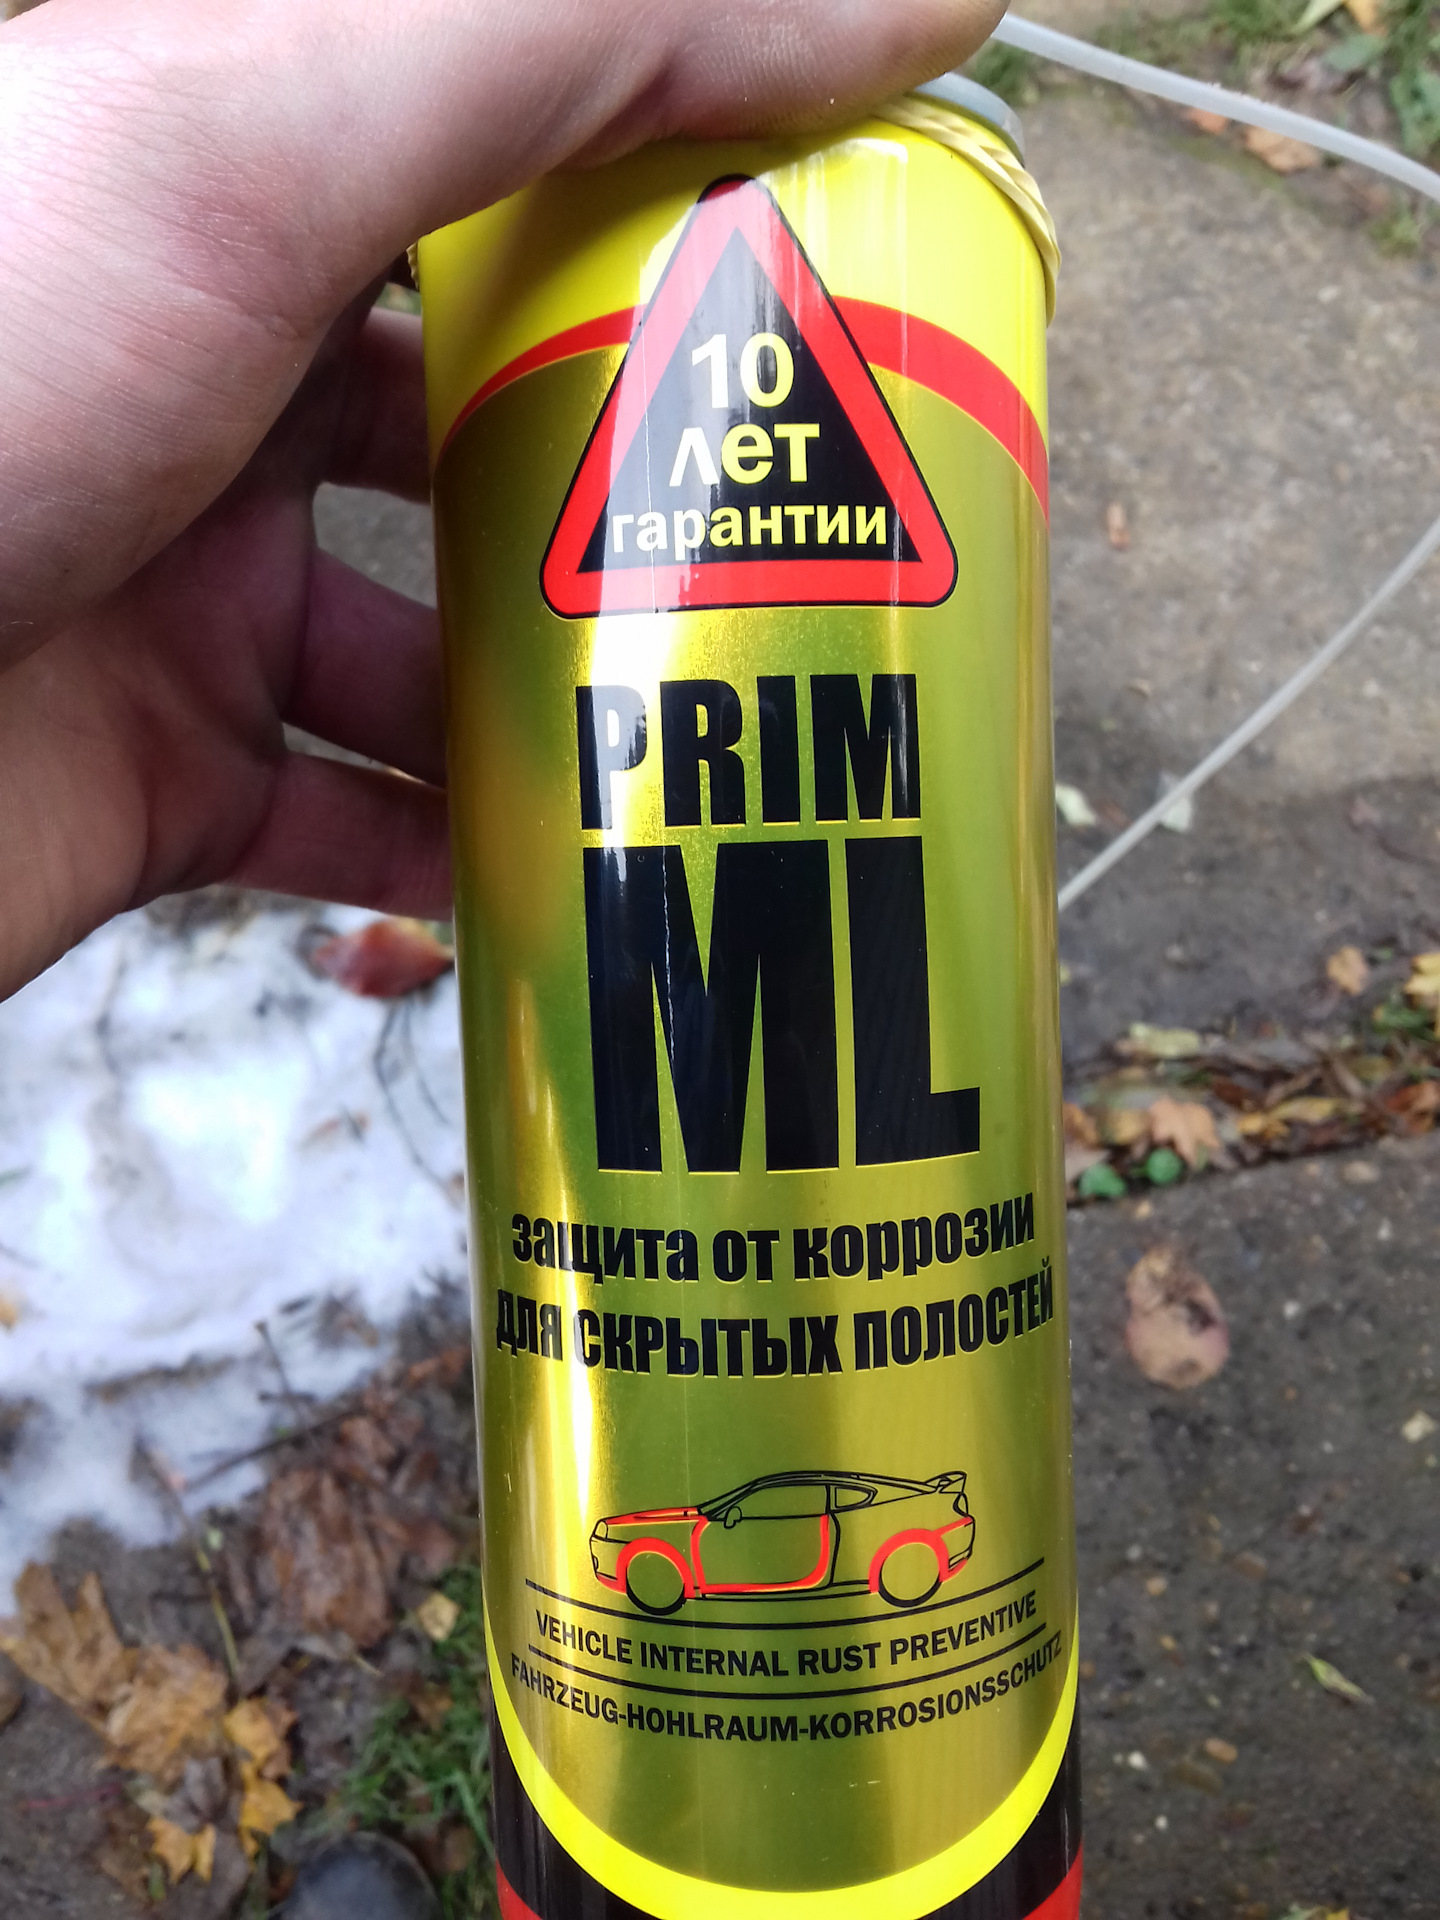 10
лет
гарантии
PRIM
ML
защита от коррозии
для скрытых полостей
VEHICLE INTERNAL RUST PREVENTIVE
FAHRZEUG-HOHLRAUM-KORROSIONSSCHUTZ